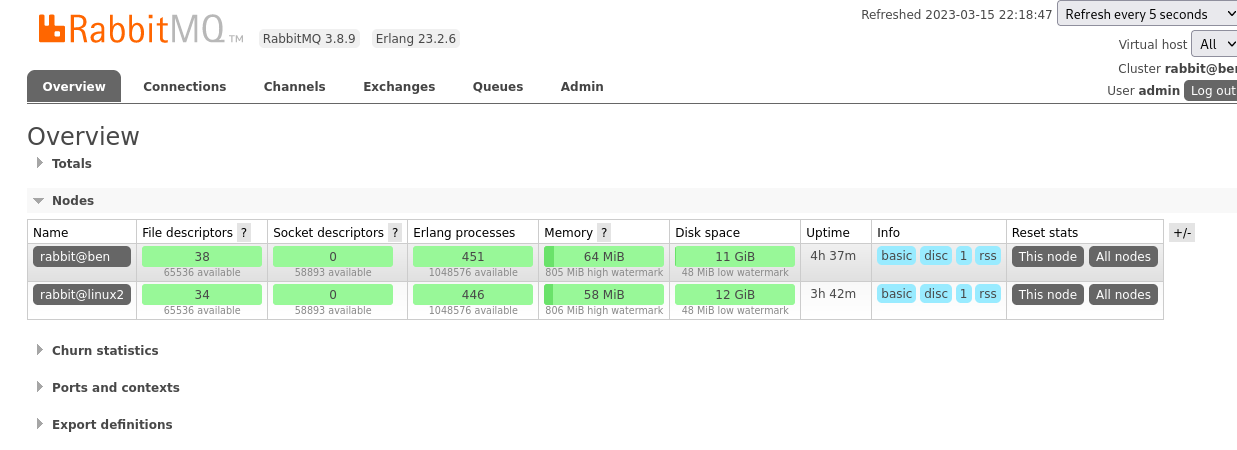 RabbitMQ TM RabbitMQ 3.8.9 Erlang 23.2.6
Refreshed 2023-03-15 22:18:47 Refresh every 5 seconds
Virtual host All
Cluster rabbit@ben
User admin Log out
Overview Connections Channels Exchanges Queues Admin
Overview
Totals
Nodes
Name File descriptors ? Socket descriptors ? Erlang processes Memory ? Disk space Uptime Info Reset stats +/-
rabbit@ben 38 0 451 64 MiB 11 GiB 4h 37m basic disc 1 rss This node All nodes
65536 available 58893 available 1048576 available 805 MiB high watermark 48 MiB low watermark
rabbit@linux2 34 0 446 58 MiB 12 GiB 3h 42m basic disc 1 rss This node All nodes
65536 available 58893 available 1048576 available 806 MiB high watermark 48 MiB low watermark
Churn statistics
Ports and contexts
Export definitions